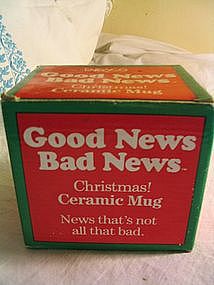 Good News
Bad News
Christmas!
Ceramic Mug
Good News
Bad News™
Christmas!
Ceramic Mug
News that's not
all that bad.